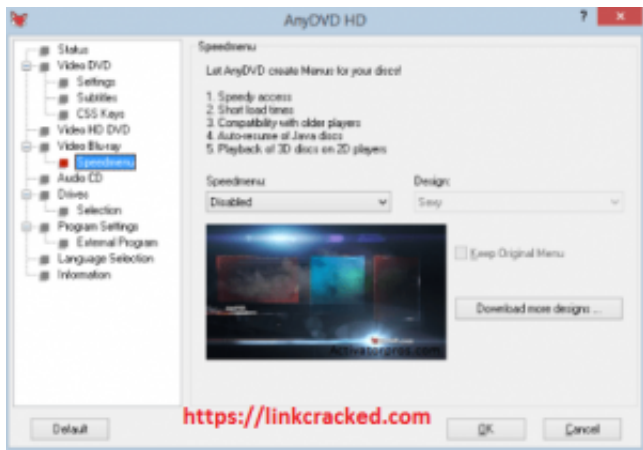 AnyDVD HD
?
×
Status
Video DVD
Settings
Subtitles
CSS Keys
Video HD DVD
Video Blu-ray
Speedmenu
Audio CD
Drives
Selection
Program Settings
External Program
Language Selection
Information
Speedmenu
Let AnyDVD create Menus for your discs!
1. Speedy access
2. Short load times
3. Compatibility with older players
4. Auto-resume of Java discs
5. Playback of 3D discs on 2D players
Speedmenu:
Design:
Disabled
Sexy
Keep Original Menu
Download more designs ...
Activatorpros.com
https://linkcracked.com
Default
OK
Cancel